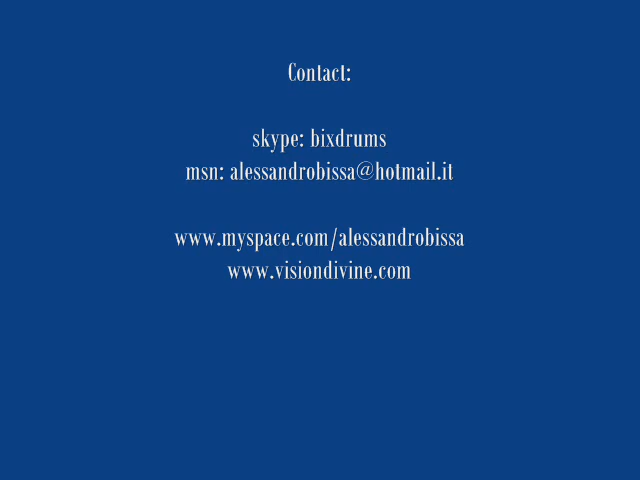 Contact:
skype: bixdrums
msn: alessandrobissa@hotmail.it
www.myspace.com/alessandrobissa
www.visiondivine.com